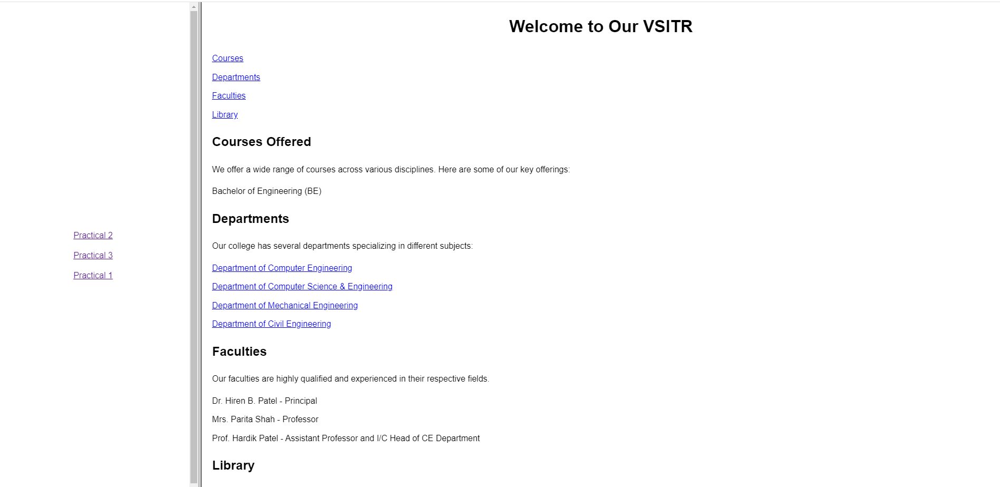 Practical 2
Practical 3
Practical 1
Welcome to Our VSITR
Courses
Departments
Faculties
Library
Courses Offered
We offer a wide range of courses across various disciplines. Here are some of our key offerings:
Bachelor of Engineering (BE)
Departments
Our college has several departments specializing in different subjects:
Department of Computer Engineering
Department of Computer Science & Engineering
Department of Mechanical Engineering
Department of Civil Engineering
Faculties
Our faculties are highly qualified and experienced in their respective fields.
Dr. Hiren B. Patel - Principal
Mrs. Parita Shah - Professor
Prof. Hardik Patel - Assistant Professor and I/C Head of CE Department
Library